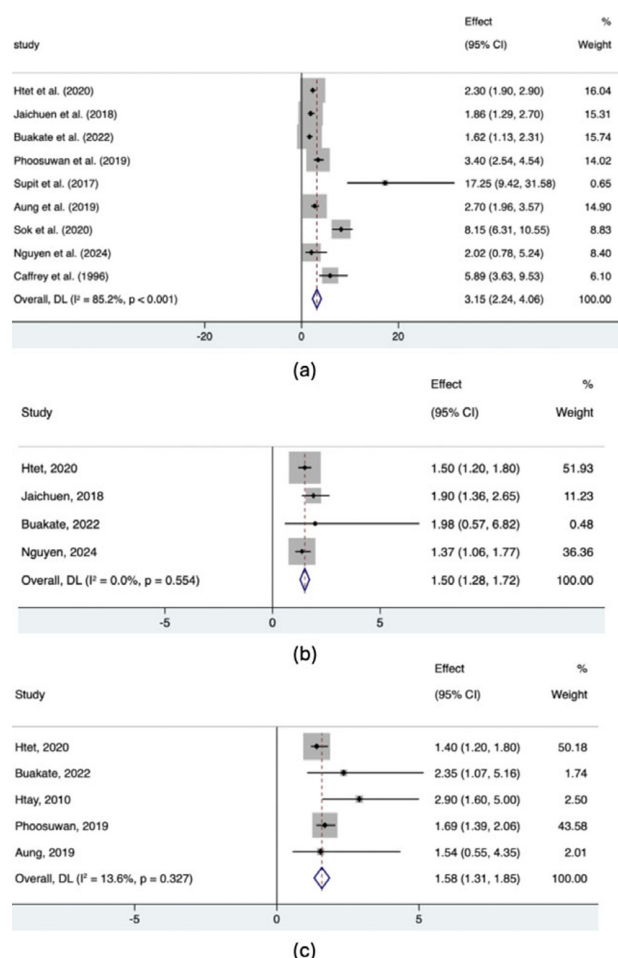 Effect %
study (95% CI) Weight
Htet et al. (2020) 2.30 (1.90, 2.90) 16.04
Jaichuen et al. (2018) 1.86 (1.29, 2.70) 15.31
Buakate et al. (2022) 1.62 (1.13, 2.31) 15.74
Phoosuwan et al. (2019) 3.40 (2.54, 4.54) 14.02
Supit et al. (2017) 17.25 (9.42, 31.58) 0.65
Aung et al. (2019) 2.70 (1.96, 3.57) 14.90
Sok et al. (2020) 8.15 (6.31, 10.55) 8.83
Nguyen et al. (2024) 2.02 (0.78, 5.24) 8.40
Caffrey et al. (1996) 5.89 (3.63, 9.53) 6.10
Overall, DL (I² = 85.2%, p < 0.001) 3.15 (2.24, 4.06) 100.00
-20 0 20
(a)
Effect %
Study (95% CI) Weight
Htet, 2020 1.50 (1.20, 1.80) 51.93
Jaichuen, 2018 1.90 (1.36, 2.65) 11.23
Buakate, 2022 1.98 (0.57, 6.82) 0.48
Nguyen, 2024 1.37 (1.06, 1.77) 36.36
Overall, DL (I² = 0.0%, p = 0.554) 1.50 (1.28, 1.72) 100.00
-5 0 5
(b)
Effect %
Study (95% CI) Weight
Htet, 2020 1.40 (1.20, 1.80) 50.18
Buakate, 2022 2.35 (1.07, 5.16) 1.74
Htay, 2010 2.90 (1.60, 5.00) 2.50
Phoosuwan, 2019 1.69 (1.39, 2.06) 43.58
Aung, 2019 1.54 (0.55, 4.35) 2.01
Overall, DL (I² = 13.6%, p = 0.327) 1.58 (1.31, 1.85) 100.00
-5 0 5
(c)